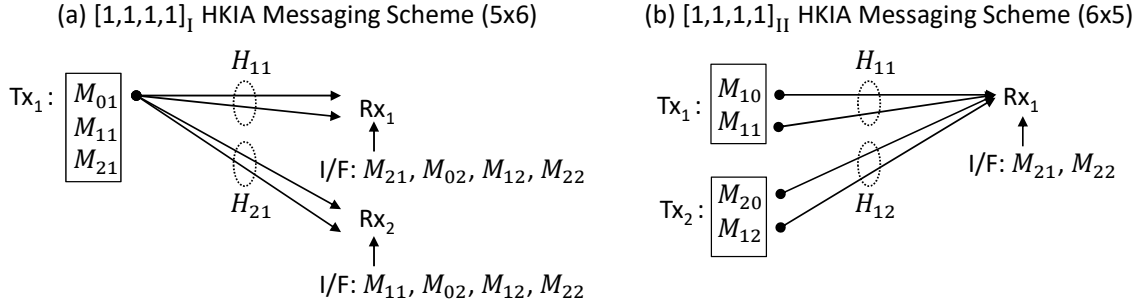 (a) [1,1,1,1]_I HKIA Messaging Scheme (5x6)
H_11
Tx_1 : M_01
M_11
M_21
Rx_1
I/F: M_21, M_02, M_12, M_22
H_21
Rx_2
I/F: M_11, M_02, M_12, M_22
(b) [1,1,1,1]_II HKIA Messaging Scheme (6x5)
H_11
Tx_1 : M_10
M_11
Rx_1
I/F: M_21, M_22
Tx_2 : M_20
M_12
H_12